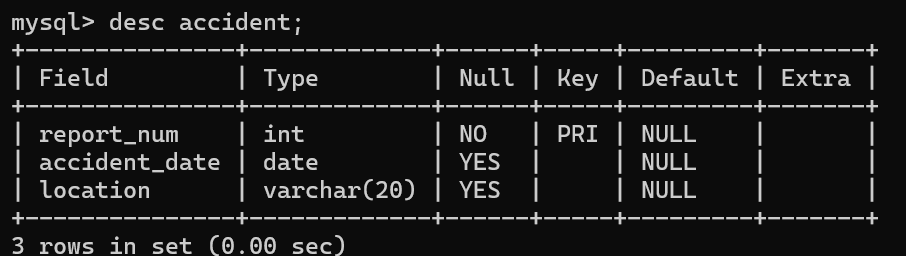 mysql> desc accident;
+---------------+-------------+------+-----+---------+-------+
| Field         | Type        | Null | Key | Default | Extra |
+---------------+-------------+------+-----+---------+-------+
| report_num    | int         | NO   | PRI | NULL    |       |
| accident_date | date        | YES  |     | NULL    |       |
| location      | varchar(20) | YES  |     | NULL    |       |
+---------------+-------------+------+-----+---------+-------+
3 rows in set (0.00 sec)